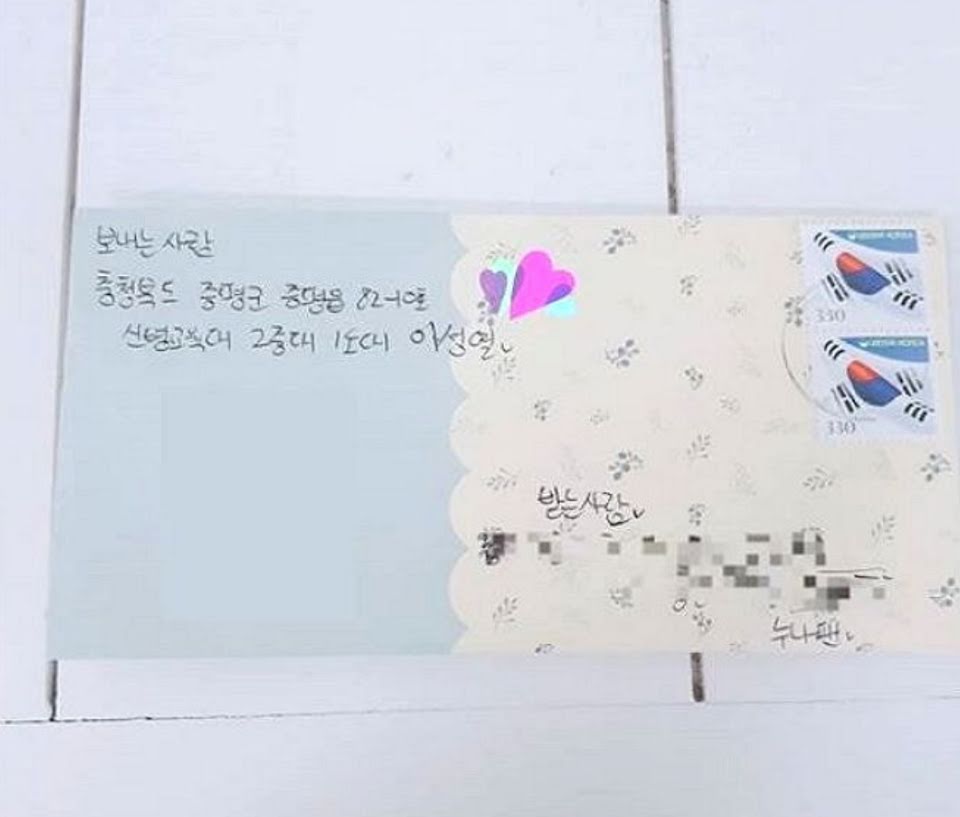 보내는 사람
충청북도 증평군 증평읍 82-10호
신병교육대 2중대 1소대 이성열
330
330
받는사람
누나팬